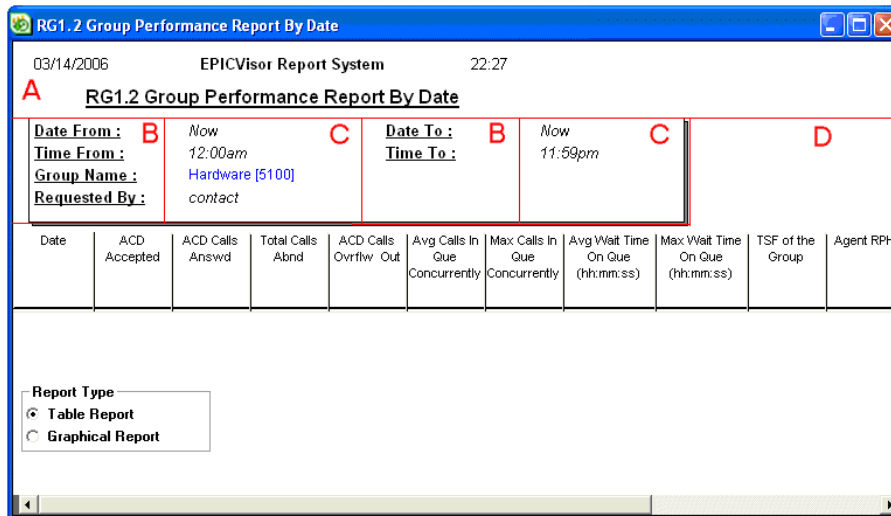 RG1.2 Group Performance Report By Date
03/14/2006 EPICVisor Report System 22:27
A RG1.2 Group Performance Report By Date
Date From : B Now C Date To : B Now C D
Time From : 12:00am Time To : 11:59pm
Group Name : Hardware [5100]
Requested By : contact
Date ACD ACD Calls Total Calls ACD Calls Avg Calls In Max Calls In Avg Wait Time Max Wait Time TSF of the Agent RPH
Accepted Answd Abnd Ovrflw Out Que Que On Que On Que Group
Concurrently Concurrently (hh:mm:ss) (hh:mm:ss)
Report Type
Table Report
Graphical Report